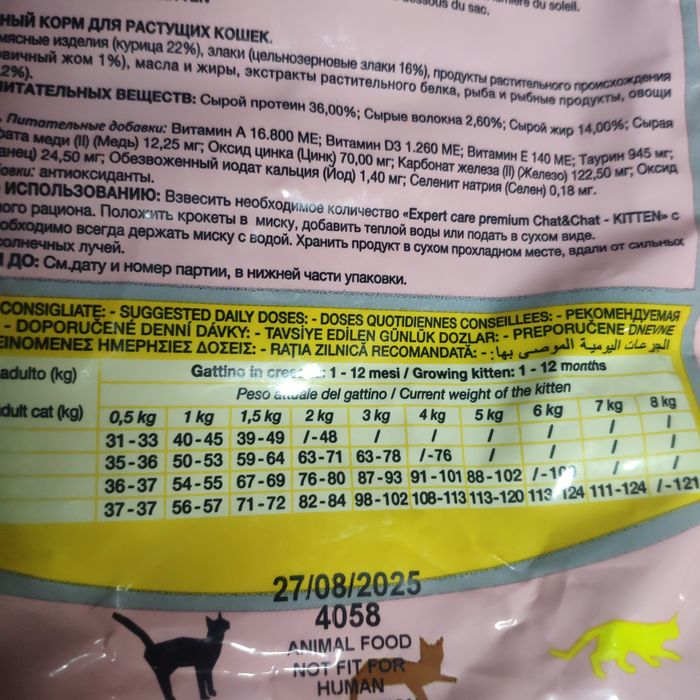 du sac.
du soleil.
НЫЙ КОРМ ДЛЯ РАСТУЩИХ КОШЕК.
мясные изделия (курица 22%), злаки (цельнозерновые злаки 16%), продукты растительного происхождения
овичный жом 1%), масла и жиры, экстракты растительного белка, рыба и рыбные продукты, овощи
2%).
ИТАТЕЛЬНЫХ ВЕЩЕСТВ: Сырой протеин 36,00%; Сырые волокна 2,60%; Сырой жир 14,00%; Сырая
. Питательные добавки: Витамин А 16.800 МЕ; Витамин D3 1.260 МЕ; Витамин Е 140 МЕ; Таурин 945 мг;
фата меди (II) (Медь) 12,25 мг; Оксид цинка (Цинк) 70,00 мг; Карбонат железа (II) (Железо) 122,50 мг; Оксид
анец) 24,50 мг; Обезвоженный иодат кальция (Йод) 1,40 мг; Селенит натрия (Селен) 0,18 мг.
овки: антиоксиданты.
ИСПОЛЬЗОВАНИЮ: Взвесить необходимое количество «Expert care premium Chat&Chat - KITTEN» с
ого рациона. Положить крокеты в миску, добавить теплой воды или подать в сухом виде.
обходимо всегда держать миску с водой. Хранить продукт в сухом прохладном месте, вдали от сильных
солнечных лучей.
ДО: См.дату и номер партии, в нижней части упаковки.
CONSIGLIATE: - SUGGESTED DAILY DOSES: - DOSES QUOTIDIENNES CONSEILLEES: - РЕКОМЕНДУЕМАЯ
- DOPORUČENÉ DENNÍ DÁVKY: - TAVSİYE EDİLEN GÜNLÜK DOZLAR: - PREPORUČENE DNEVNE
ΕΙΝΟΜΕΝΕΣ ΗΜΕΡΗΣΙΕΣ ΔΟΣΕΙΣ: - RAȚIA ZILNICĂ RECOMANDATĂ: - الجرعات اليومية الموصى بها:
adulto (kg) Gattino in 1 - 12 mesi / Growing kitten: 1 - 12 months
Peso attuale del gattino / Current weight of the kitten
dult cat (kg) 0,5 kg 1 kg 1,5 kg 2 kg 3 kg 4 kg 5 kg 6 kg 7 kg 8 kg
31-33 40-45 39-49 /-48 / / / / / /
35-36 50-53 59-64 63-71 63-78 /-76 / / / /
36-37 54-55 67-69 76-80 87-93 91-101 88-102 / / /
37-37 56-57 71-72 82-84 98-102 108-113 113-120 113 124 111-124 /-121
27/08/2025
4058
ANIMAL FOOD
NOT FIT FOR
HUMAN